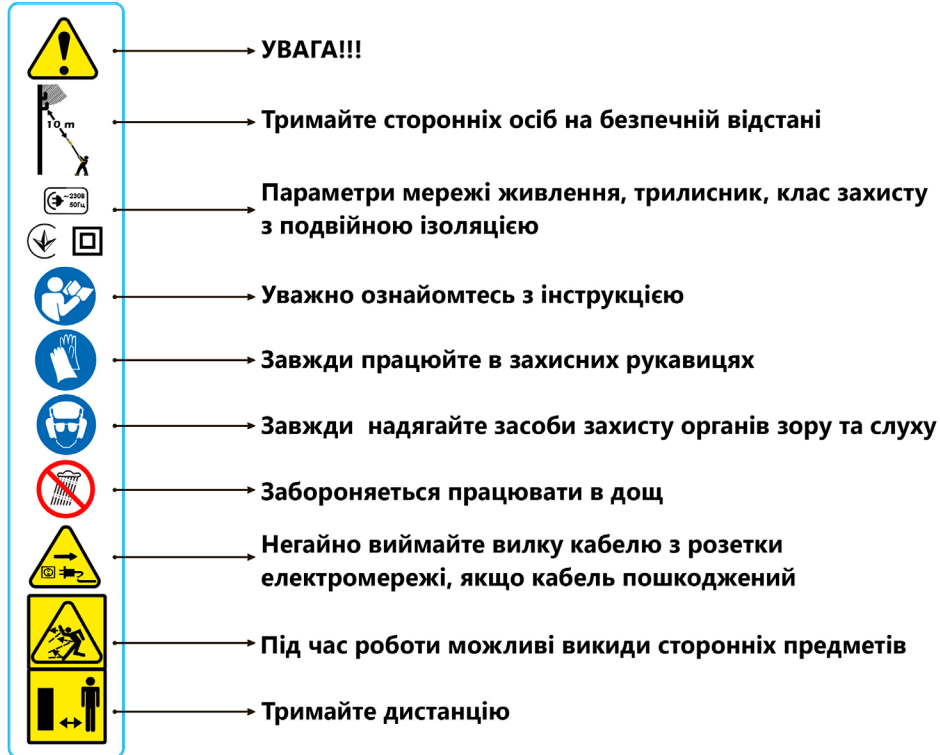 УВАГА!!!
10 m
Тримайте сторонніх осіб на безпечній відстані
~230В
50Гц
Параметри мережі живлення, трилисник, клас захисту
з подвійною ізоляцією
Уважно ознайомтесь з інструкцією
Завжди працюйте в захисних рукавицях
Завжди надягайте засоби захисту органів зору та слуху
Забороняеться працювати в дощ
Негайно виймайте вилку кабелю з розетки
електромережі, якщо кабель пошкоджений
Під час роботи можливі викиди сторонніх предметів
Тримайте дистанцію